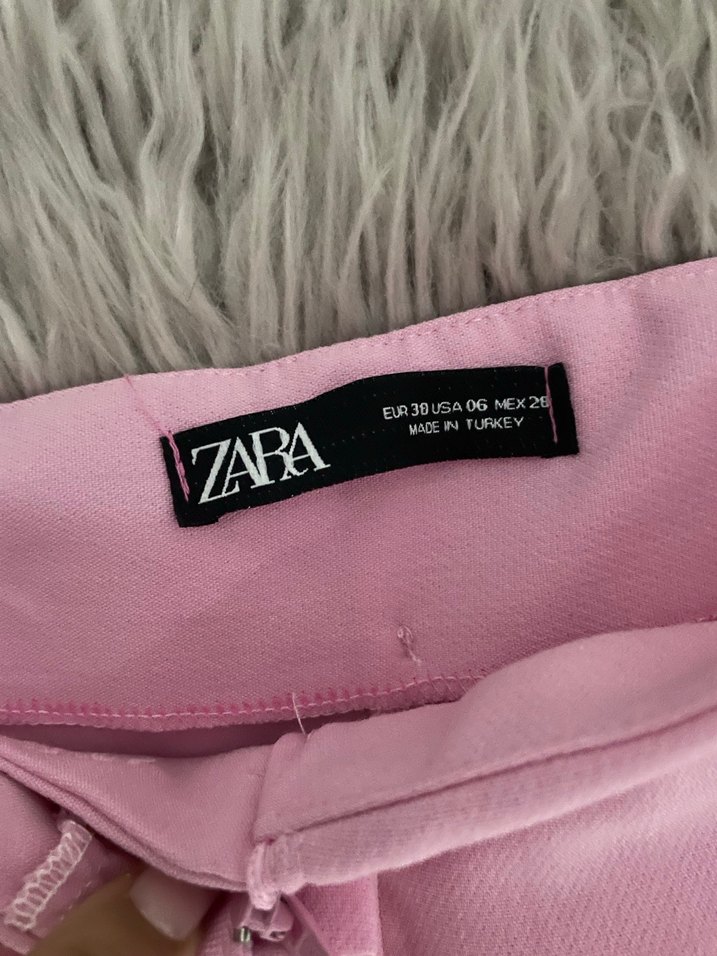 ZARA
EUR 38 USA 06 MEX 28
MADE IN TURKEY